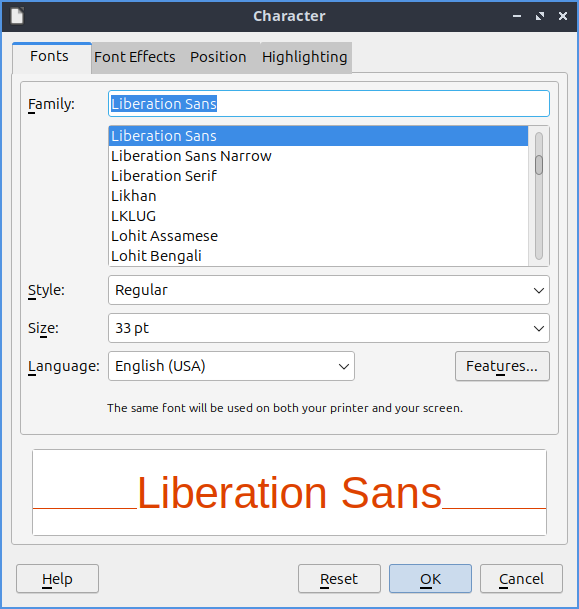 Character
Fonts Font Effects Position Highlighting
Family: Liberation Sans
Liberation Sans
Liberation Sans Narrow
Liberation Serif
Likhan
LKLUG
Lohit Assamese
Lohit Bengali
Style: Regular
Size: 33 pt
Language: English (USA) Features...
The same font will be used on both your printer and your screen.
Liberation Sans
Help Reset OK Cancel